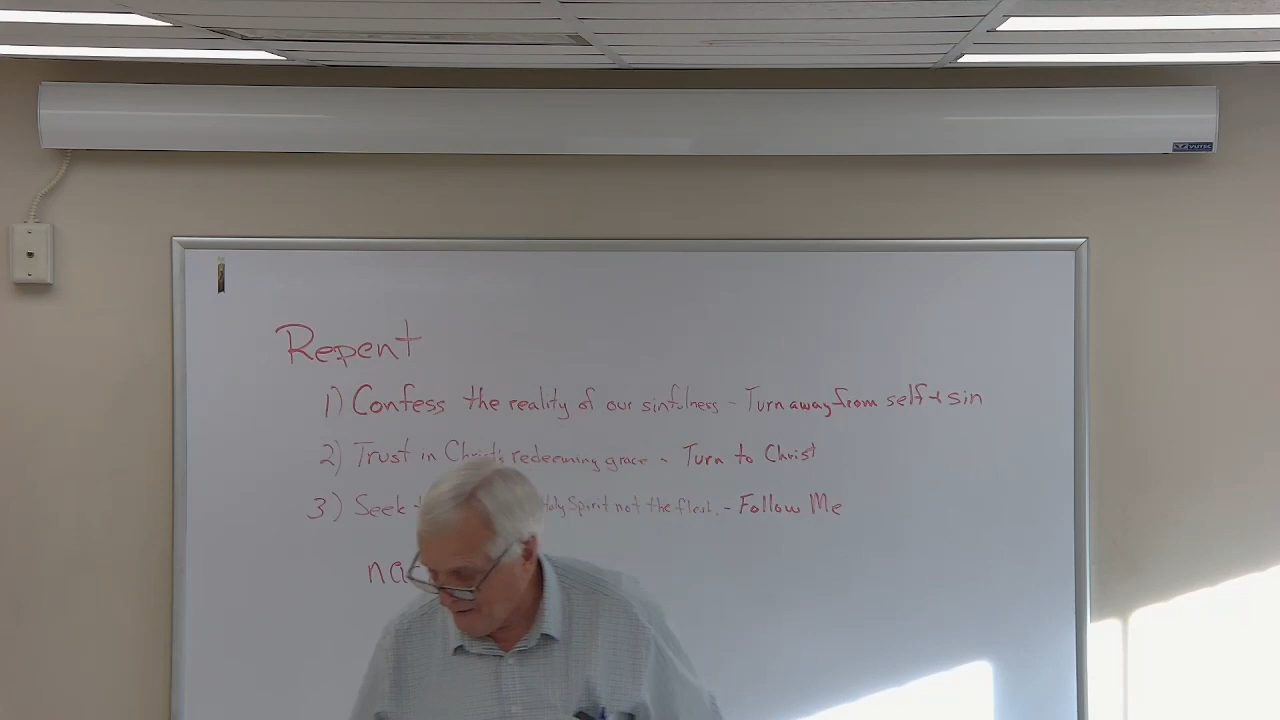 VUTEC
Repent
1) Confess the reality of our sinfulness - Turn away from self & sin
2) Trust in Christ's redeeming grace - Turn to Christ
3) Seek Holy Spirit not the flesh. - Follow Me